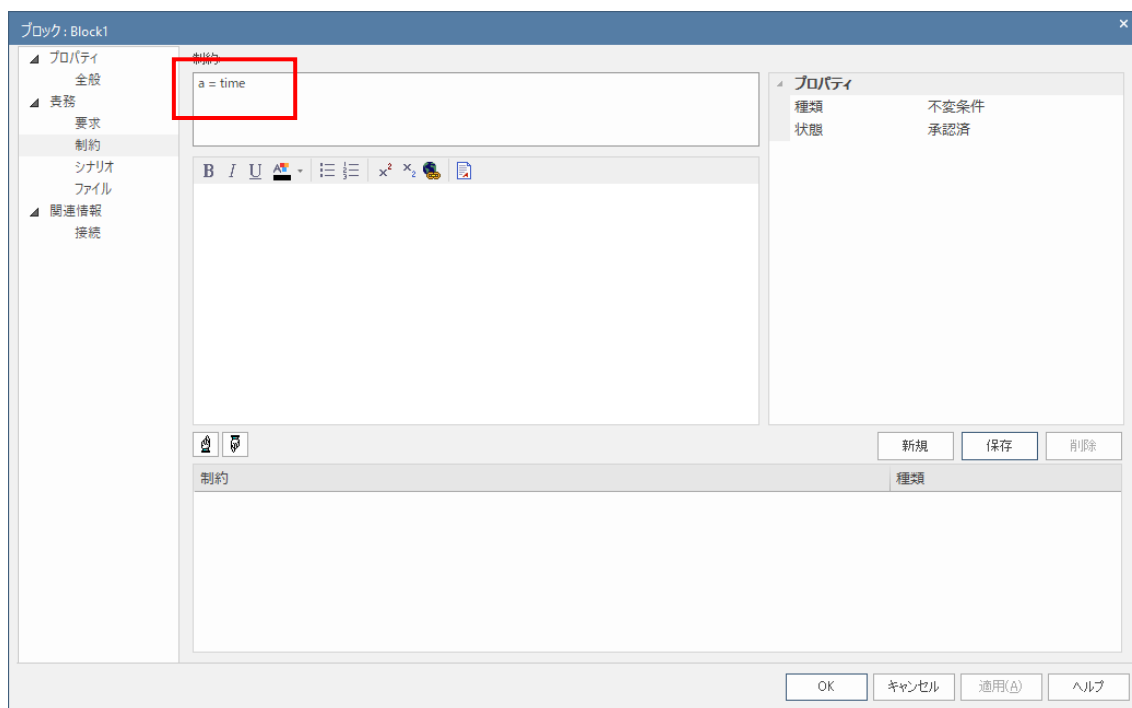 ブロック : Block1
プロパティ
全般
責務
要求
制約
シナリオ
ファイル
関連情報
接続
制約:
a = time
プロパティ
種類 不変条件
状態 承認済
B I U A x² ×₂
新規 保存 削除
制約 種類
OK キャンセル 適用(A) ヘルプ